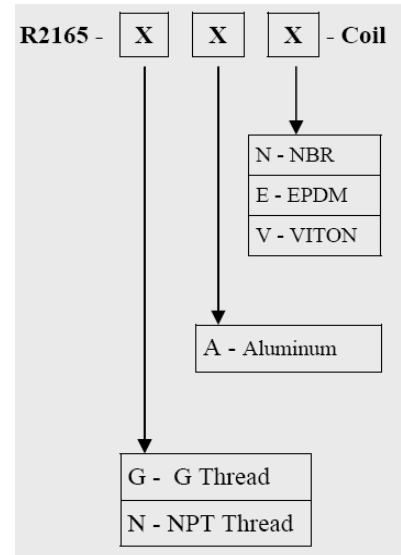 R2165 - X X X - Coil
N - NBR
E - EPDM
V - VITON
A - Aluminum
G - G Thread
N - NPT Thread